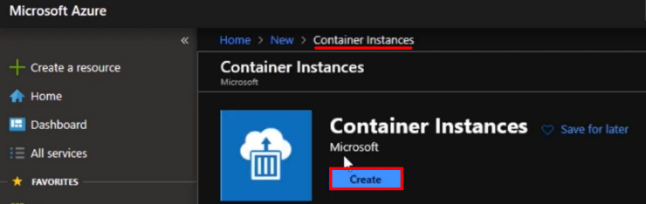 Microsoft Azure
«
Home > New > Container Instances
Create a resource
Container Instances
Microsoft
Home
Dashboard
Container Instances
Save for later
All services
Microsoft
FAVORITES
Create